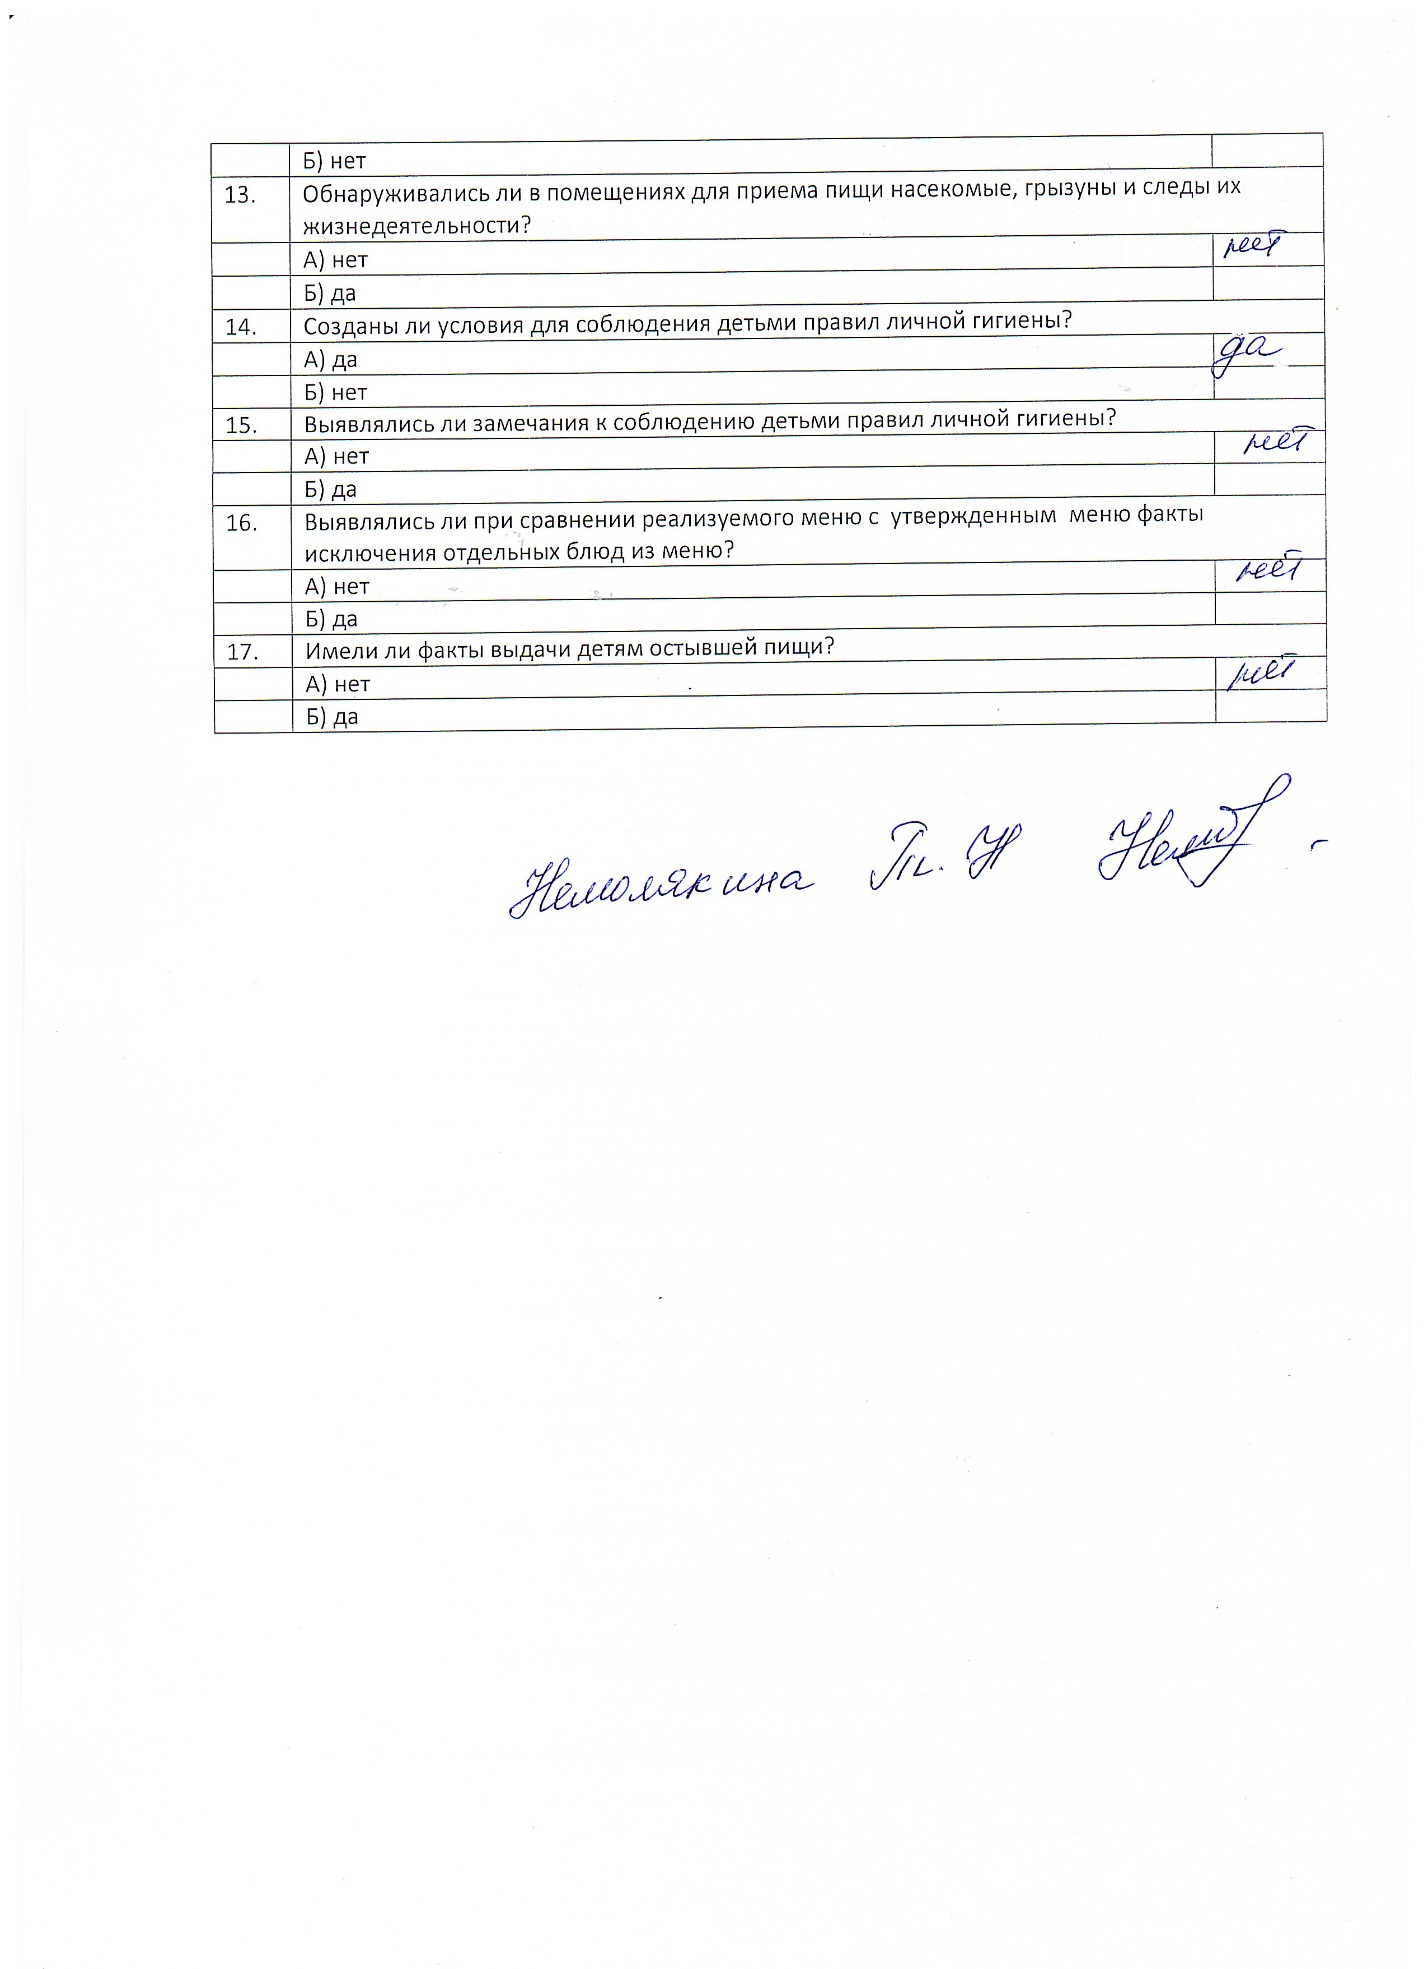 Б) нет
13. Обнаруживались ли в помещениях для приема пищи насекомые, грызуны и следы их
жизнедеятельности?
А) нет нет
Б) да
14. Созданы ли условия для соблюдения детьми правил личной гигиены?
А) да да
Б) нет
15. Выявлялись ли замечания к соблюдению детьми правил личной гигиены?
А) нет нет
Б) да
16. Выявлялись ли при сравнении реализуемого меню с утвержденным меню факты
исключения отдельных блюд из меню?
А) нет нет
Б) да
17. Имели ли факты выдачи детям остывшей пищи?
А) нет нет
Б) да
Немолякина